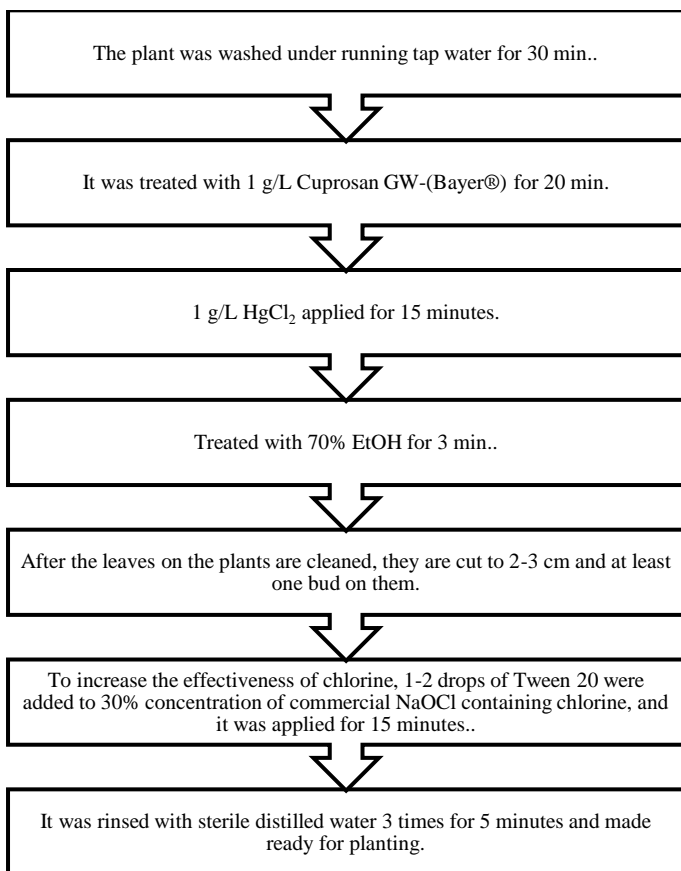 The plant was washed under running tap water for 30 min..
It was treated with 1 g/L Cuprosan GW-(Bayer®) for 20 min.
1 g/L HgCl₂ applied for 15 minutes.
Treated with 70% EtOH for 3 min..
After the leaves on the plants are cleaned, they are cut to 2-3 cm and at least
one bud on them.
To increase the effectiveness of chlorine, 1-2 drops of Tween 20 were
added to 30% concentration of commercial NaOCl containing chlorine, and
it was applied for 15 minutes..
It was rinsed with sterile distilled water 3 times for 5 minutes and made
ready for planting.